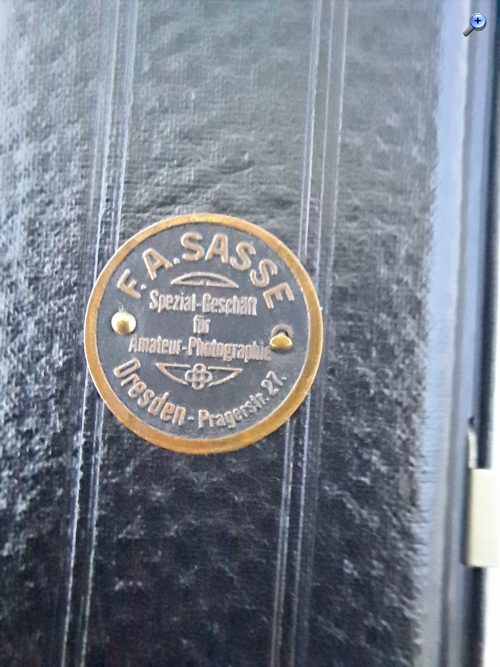 F. A. SASSE
Spezial-Geschäft
für
Amateur-Photographie
Dresden - Pragerstr. 27.